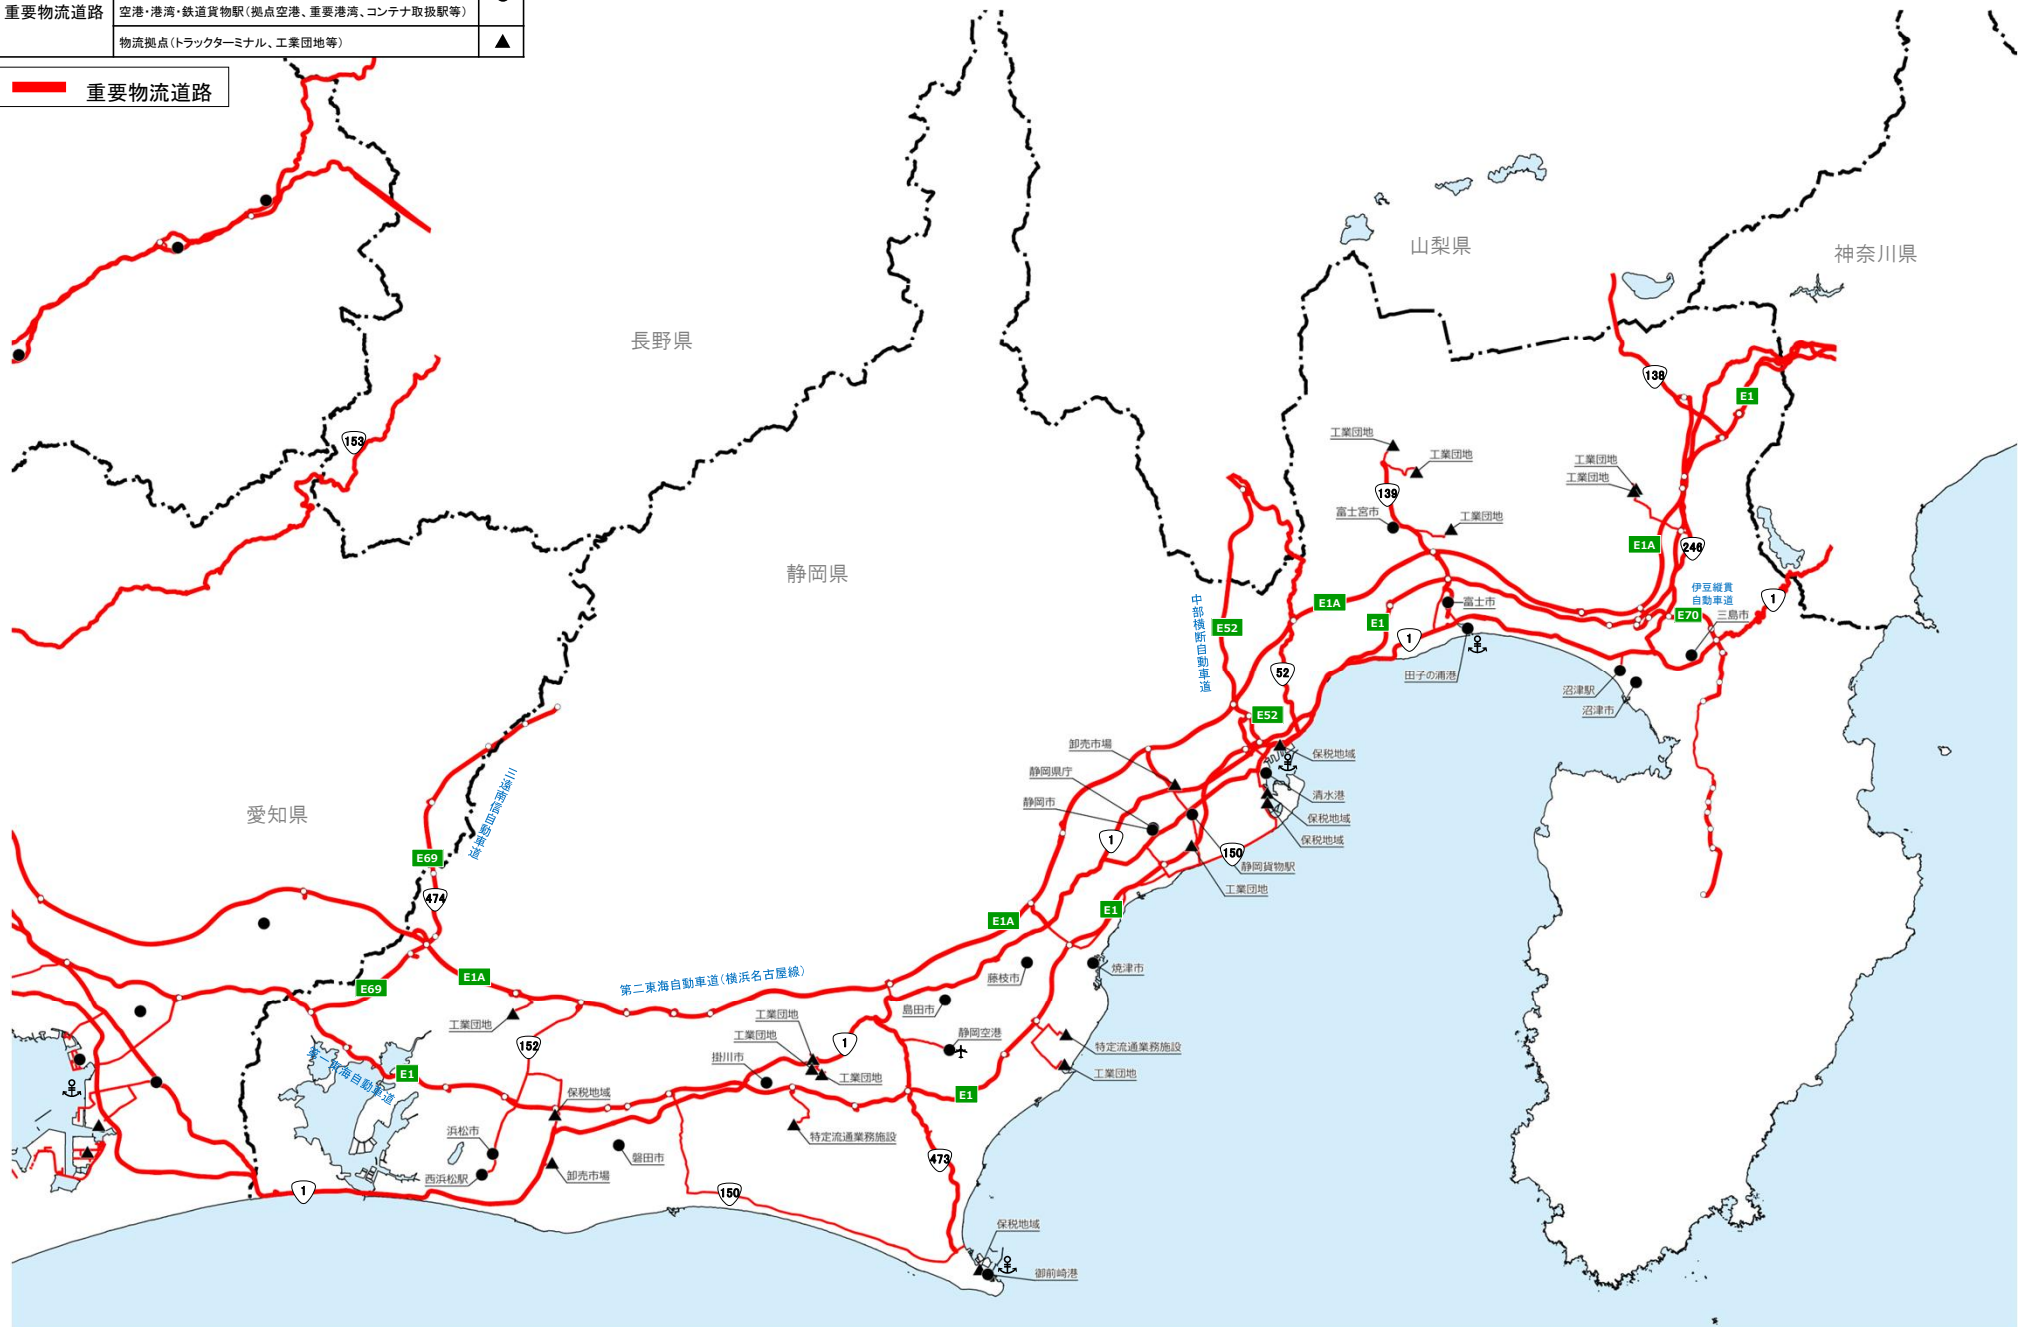 重要物流道路
空港・港湾・鉄道貨物駅(拠点空港、重要港湾、コンテナ取扱駅等)
物流拠点(トラックターミナル、工業団地等)
重要物流道路
山梨県
神奈川県
長野県
静岡県
愛知県
153
138
E1
工業団地
工業団地
139
富士宮市
工業団地
工業団地
工業団地
E1A
246
伊豆縦貫
自動車道
E70
三島市
1
中部横断自動車道
E52
E1A
E1
富士市
1
田子の浦港
沼津駅
沼津市
52
E52
卸売市場
静岡県庁
静岡市
保税地域
清水港
保税地域
保税地域
1
150
静岡貨物駅
工業団地
三遠南信自動車道
E69
474
E1A
E1
E69
E1A
第二東海自動車道(横浜名古屋線)
藤枝市
焼津市
島田市
静岡空港
工業団地
152
工業団地
工業団地
掛川市
1
工業団地
特定流通業務施設
工業団地
第一東海自動車道
E1
E1
保税地域
浜松市
西浜松駅
卸売市場
磐田市
特定流通業務施設
473
1
150
保税地域
御前崎港